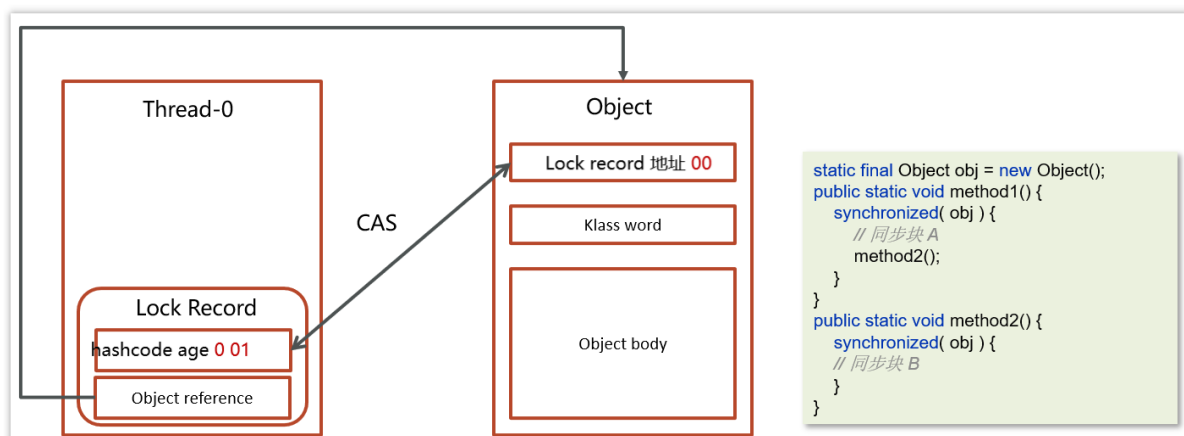 Thread-0
Object
Lock record 地址 00
CAS
Klass word
Lock Record
hashcode age 0 01
Object reference
Object body
static final Object obj = new Object();
public static void method1() {
synchronized( obj ) {
// 同步块 A
method2();
}
}
public static void method2() {
synchronized( obj ) {
// 同步块 B
}
}